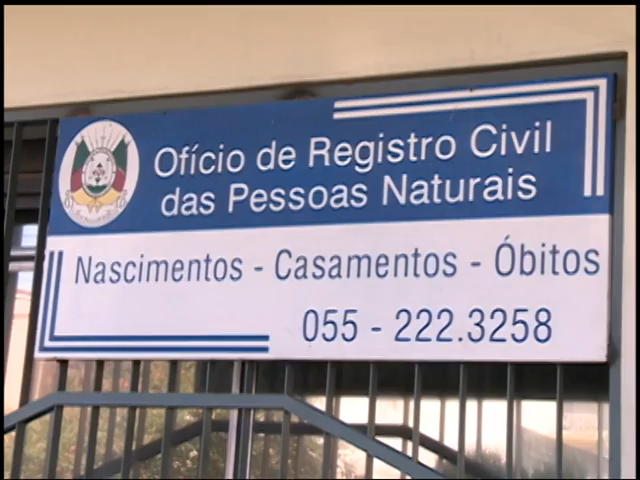 Ofício de Registro Civil
das Pessoas Naturais
Nascimentos - Casamentos - Óbitos
055 - 222.3258